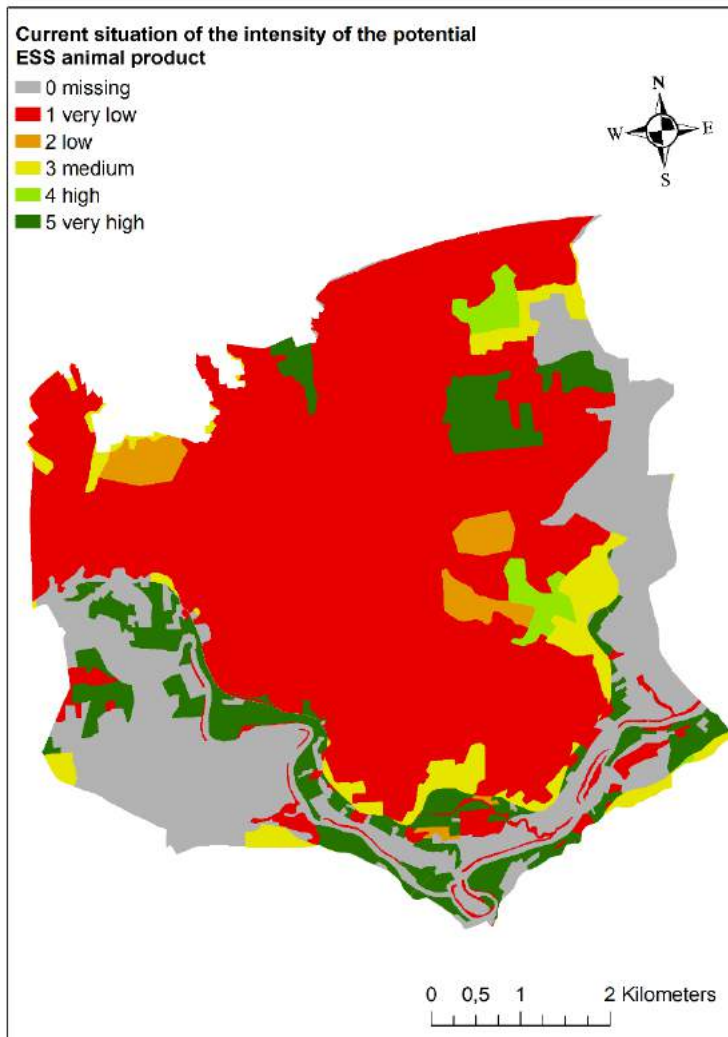 Current situation of the intensity of the potential
ESS animal product
0 missing
1 very low
2 low
3 medium
4 high
5 very high
N
W E
S
0 0,5 1 2 Kilometers